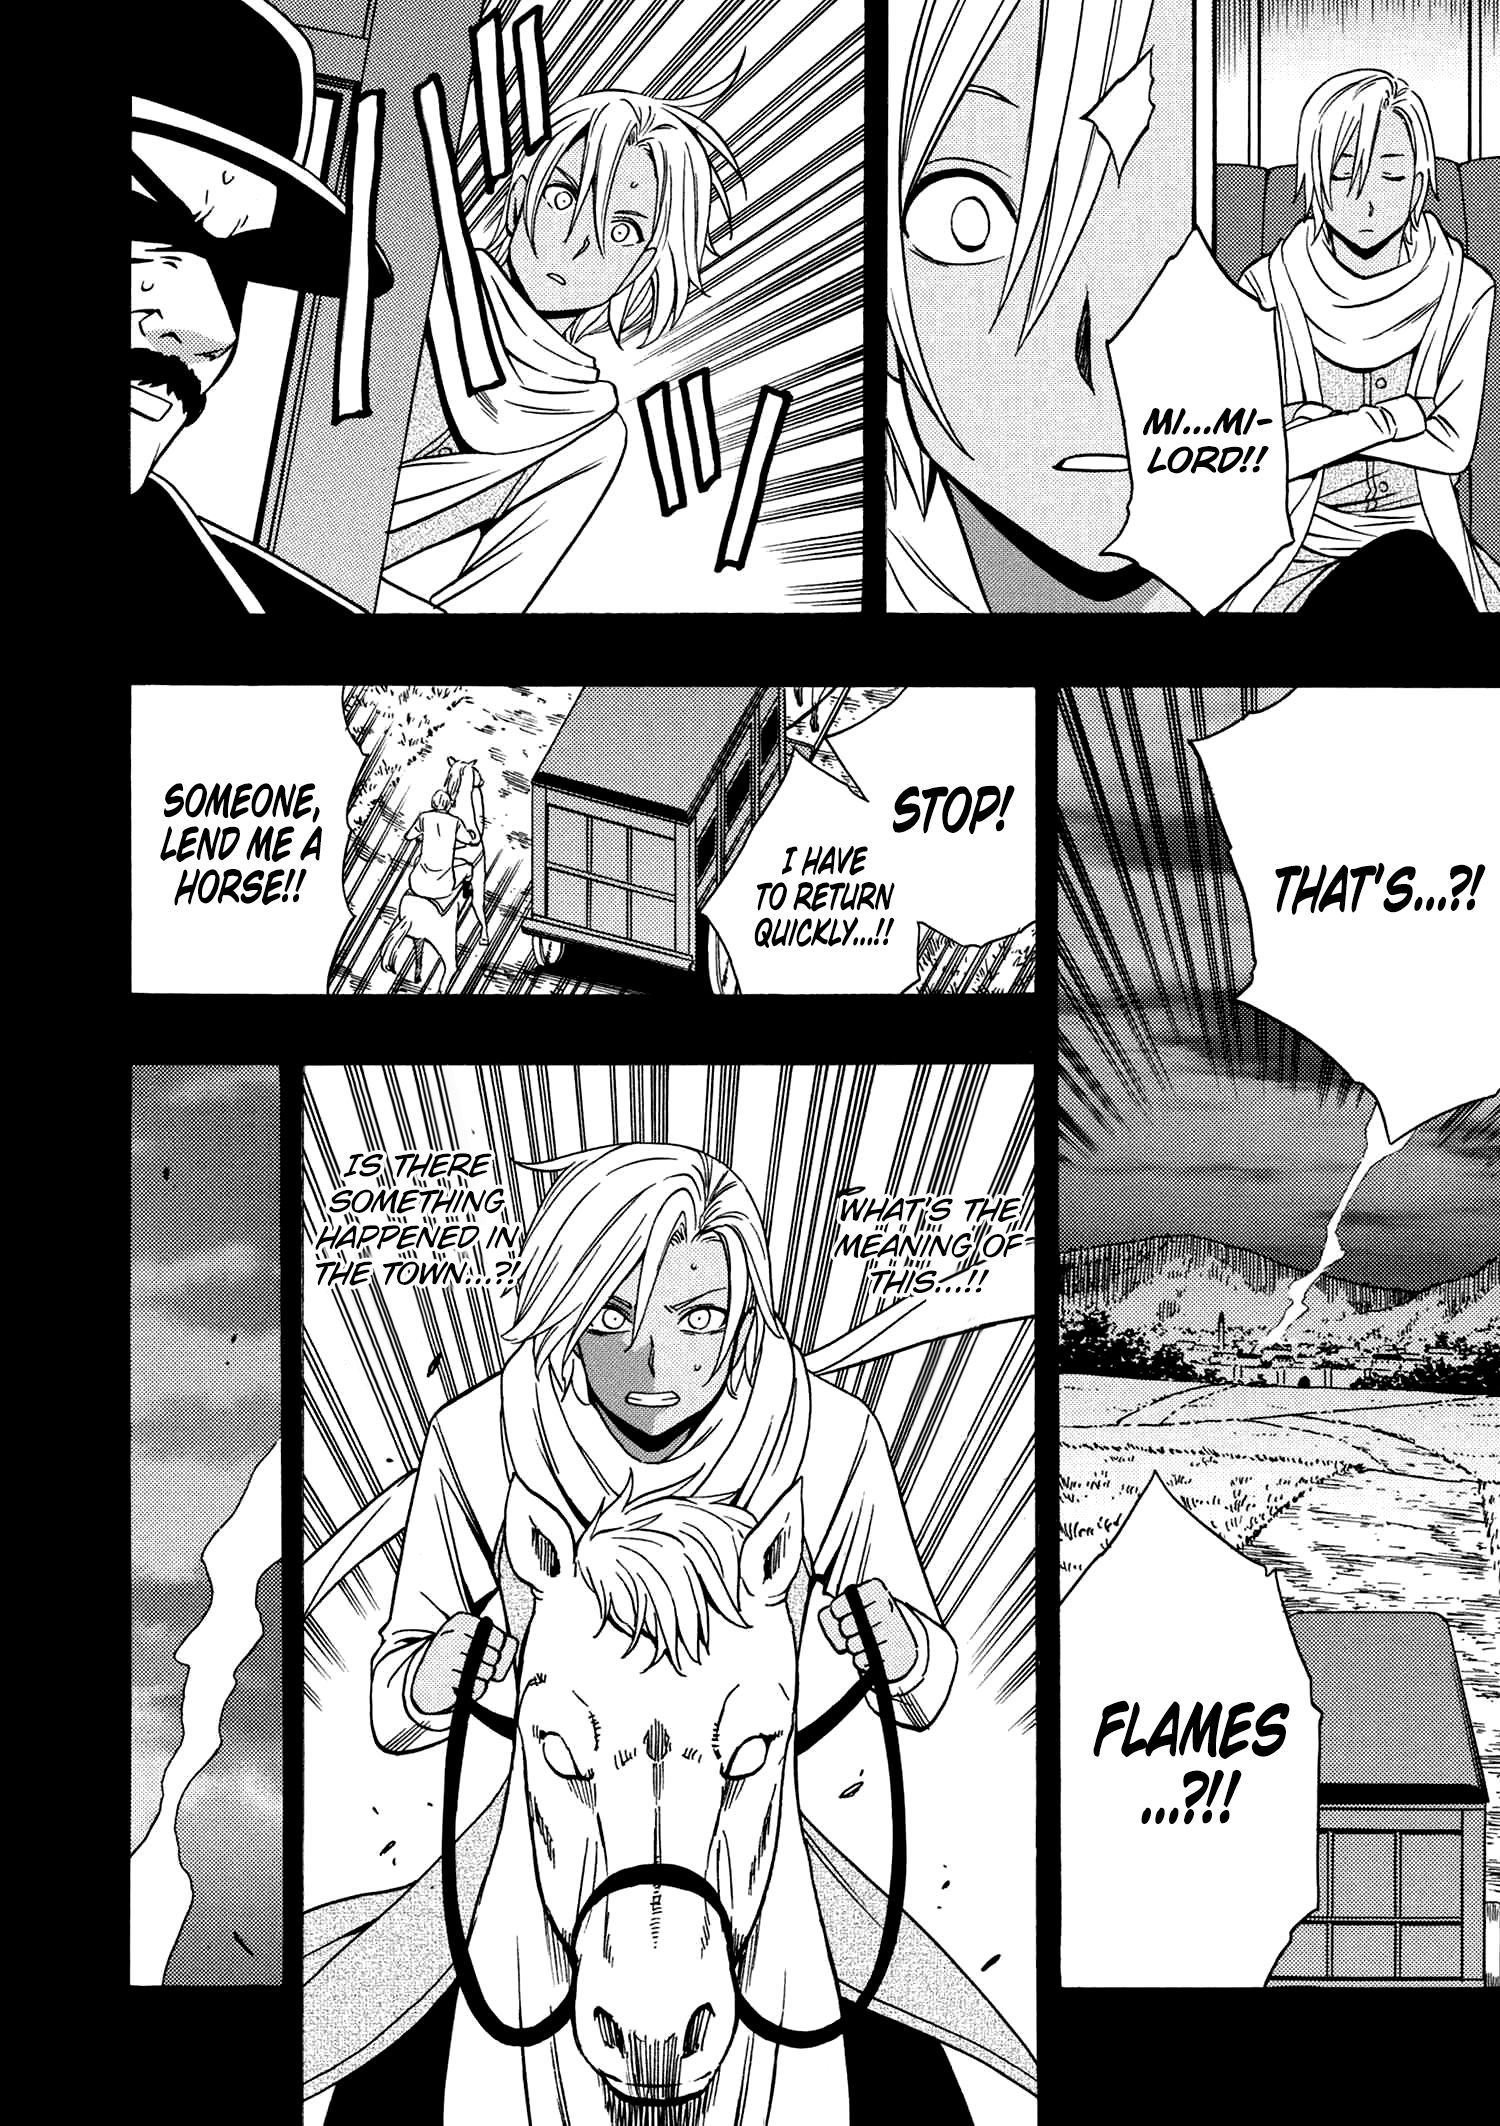 MI...MI-
LORD!!
THAT'S...?!
FLAMES
...?!!
STOP!
I HAVE
TO RETURN
QUICKLY...!!
SOMEONE,
LEND ME A
HORSE!!
WHAT'S THE
MEANING OF
THIS...!!
IS THERE
SOMETHING
HAPPENED IN
THE TOWN...?!